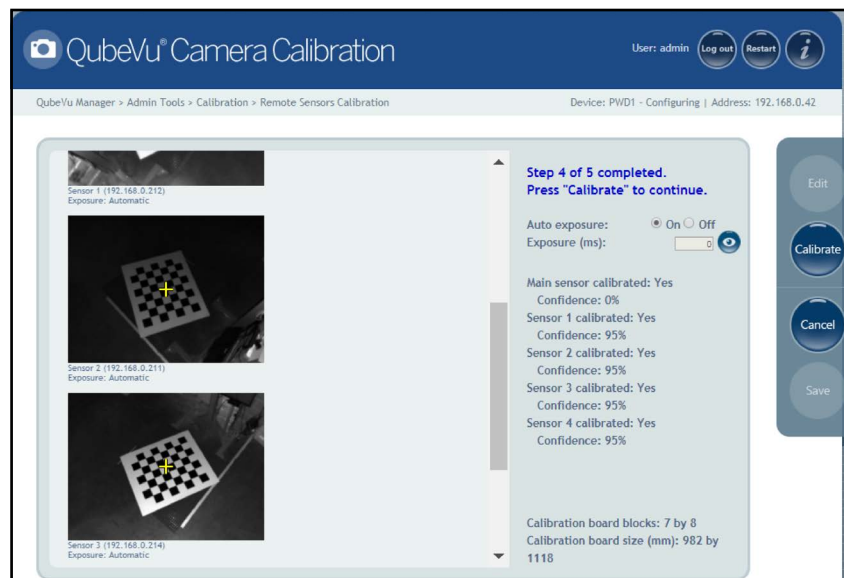 QubeVu® Camera Calibration
User: admin
Log out
Restart
i
QubeVu Manager > Admin Tools > Calibration > Remote Sensors Calibration
Device: PWD1 - Configuring | Address: 192.168.0.42
Sensor 1 (192.168.0.212)
Exposure: Automatic
Sensor 2 (192.168.0.211)
Exposure: Automatic
Sensor 3 (192.168.0.214)
Exposure: Automatic
Step 4 of 5 completed.
Press "Calibrate" to continue.
Auto exposure: On Off
Exposure (ms): 0
Main sensor calibrated: Yes
Confidence: 0%
Sensor 1 calibrated: Yes
Confidence: 95%
Sensor 2 calibrated: Yes
Confidence: 95%
Sensor 3 calibrated: Yes
Confidence: 95%
Sensor 4 calibrated: Yes
Confidence: 95%
Calibration board blocks: 7 by 8
Calibration board size (mm): 982 by
1118
Edit
Calibrate
Cancel
Save